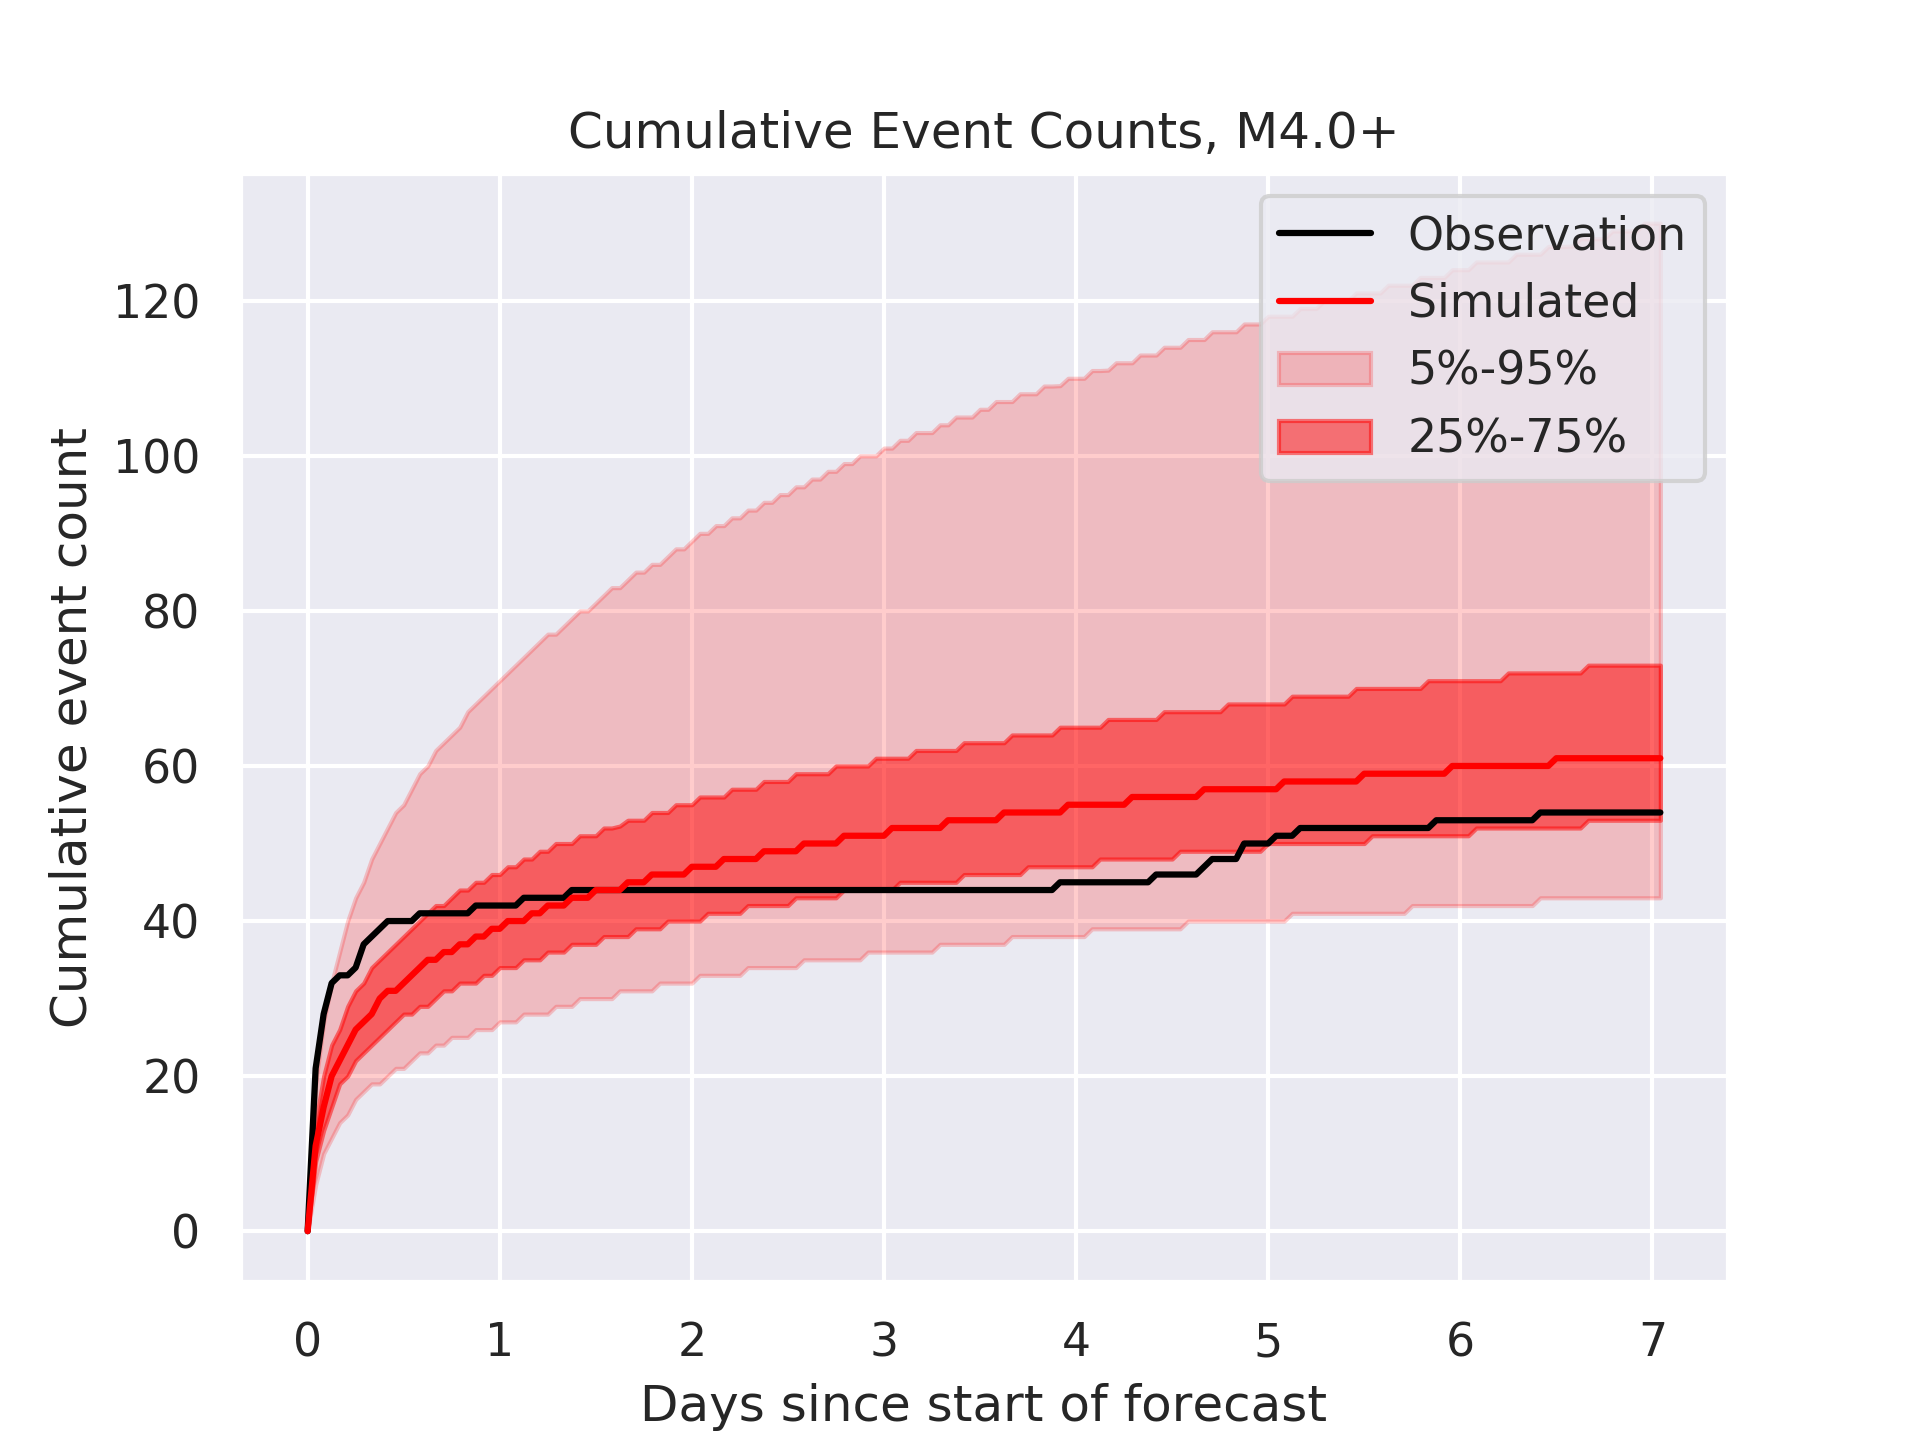 Cumulative Event Counts, M4.0+
Observation
Simulated
5%-95%
25%-75%
Cumulative event count
120
100
80
60
40
20
0
0 1 2 3 4 5 6 7
Days since start of forecast